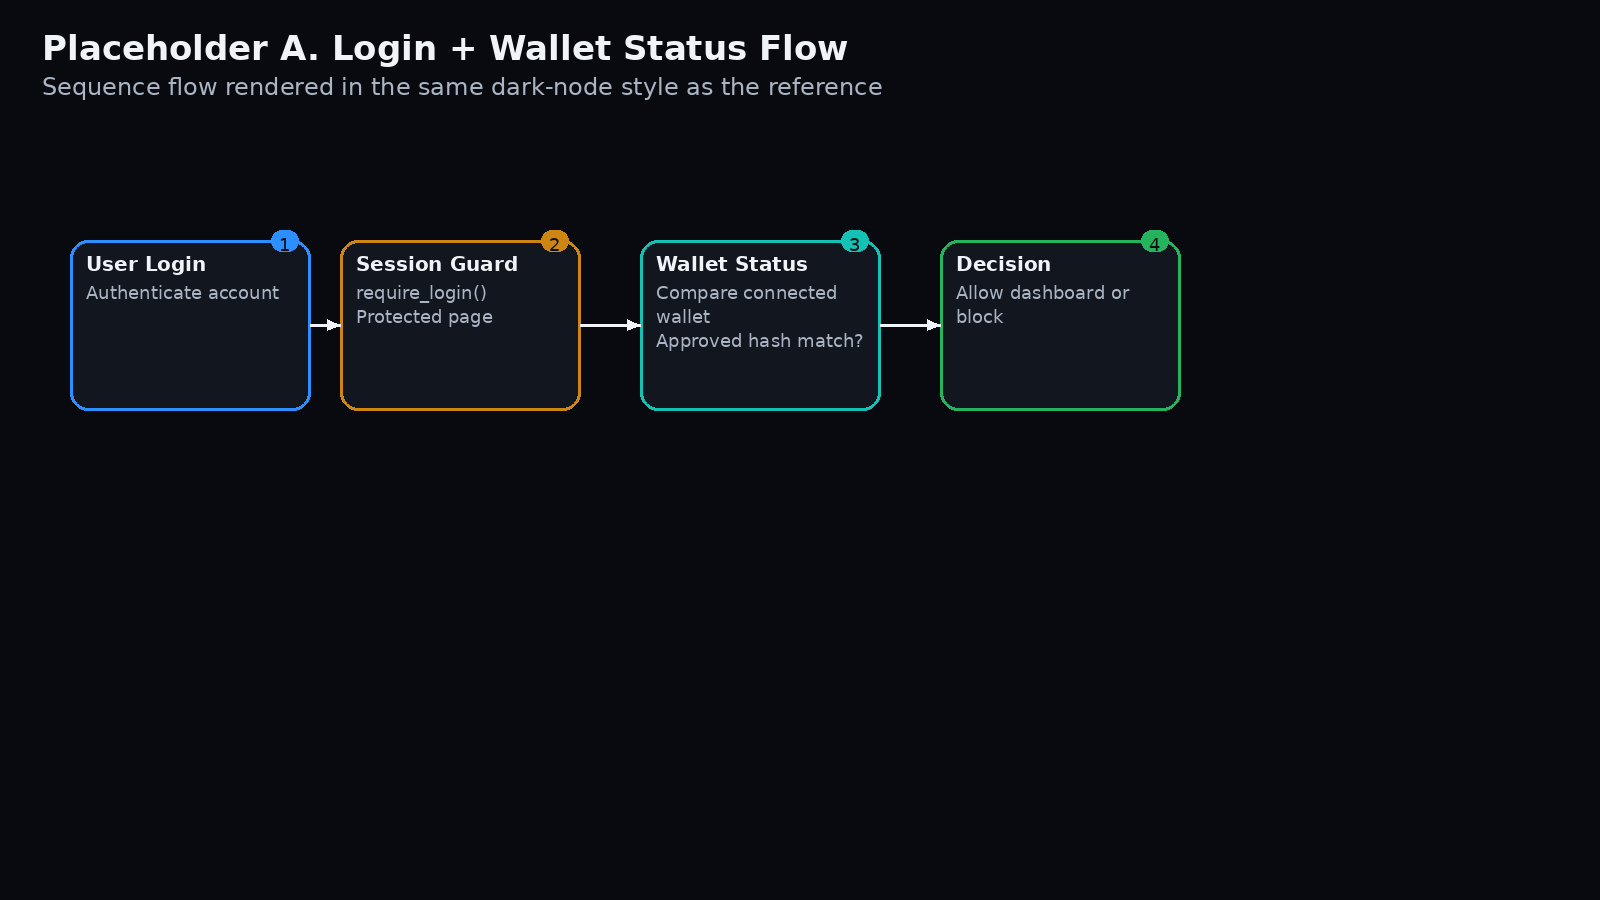 Placeholder A. Login + Wallet Status Flow
Sequence flow rendered in the same dark-node style as the reference
1
User Login
Authenticate account
2
Session Guard
require_login()
Protected page
3
Wallet Status
Compare connected
wallet
Approved hash match?
4
Decision
Allow dashboard or
block